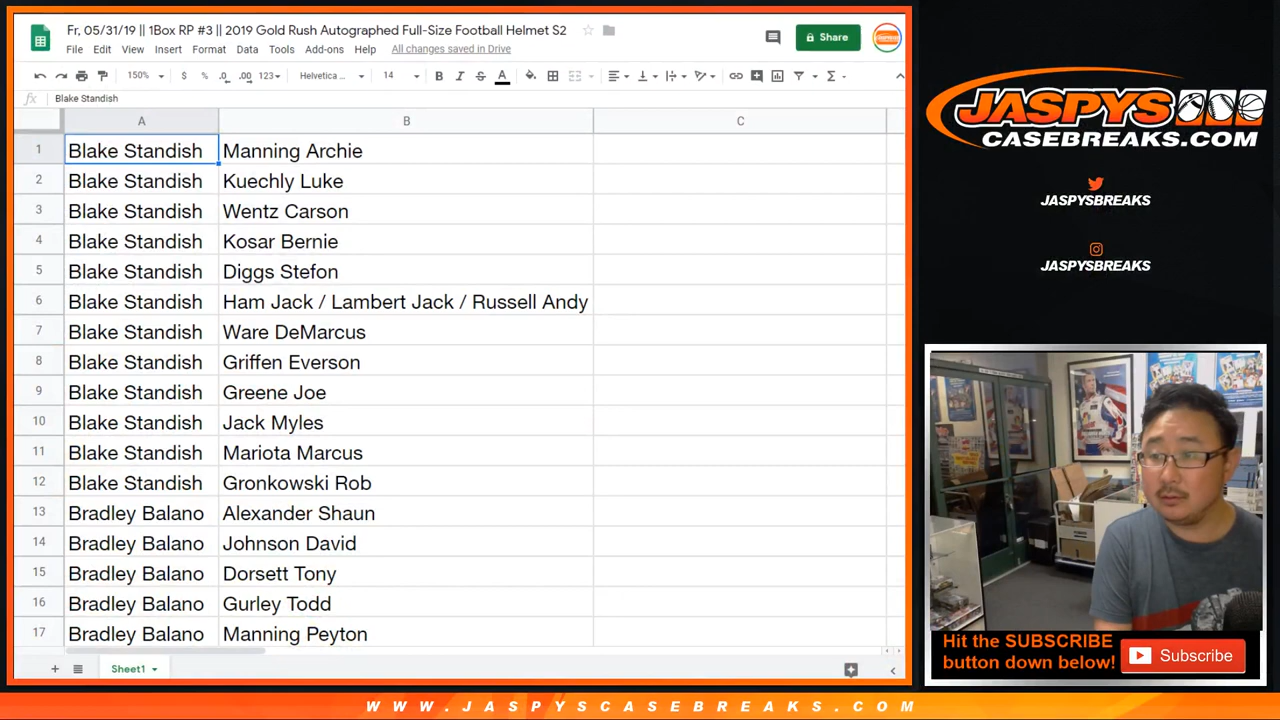 Fr, 05/31/19 || 1Box RP #3 || 2019 Gold Rush Autographed Full-Size Football Helmet S2
File Edit View Insert Format Data Tools Add-ons Help All changes saved in Drive
Share
150% $ % .0 .00 123 Helvetica ... 14 B I S A
fx Blake Standish
A B C
1 Blake Standish Manning Archie
2 Blake Standish Kuechly Luke
3 Blake Standish Wentz Carson
4 Blake Standish Kosar Bernie
5 Blake Standish Diggs Stefon
6 Blake Standish Ham Jack / Lambert Jack / Russell Andy
7 Blake Standish Ware DeMarcus
8 Blake Standish Griffen Everson
9 Blake Standish Greene Joe
10 Blake Standish Jack Myles
11 Blake Standish Mariota Marcus
12 Blake Standish Gronkowski Rob
13 Bradley Balano Alexander Shaun
14 Bradley Balano Johnson David
15 Bradley Balano Dorsett Tony
16 Bradley Balano Gurley Todd
17 Bradley Balano Manning Peyton
Sheet1
JASPYS
CASEBREAKS.COM
JASPYSBREAKS
JASPYSBREAKS
Hit the SUBSCRIBE
button down below!
Subscribe
WWW.JASPYSCASEBREAKS.COM